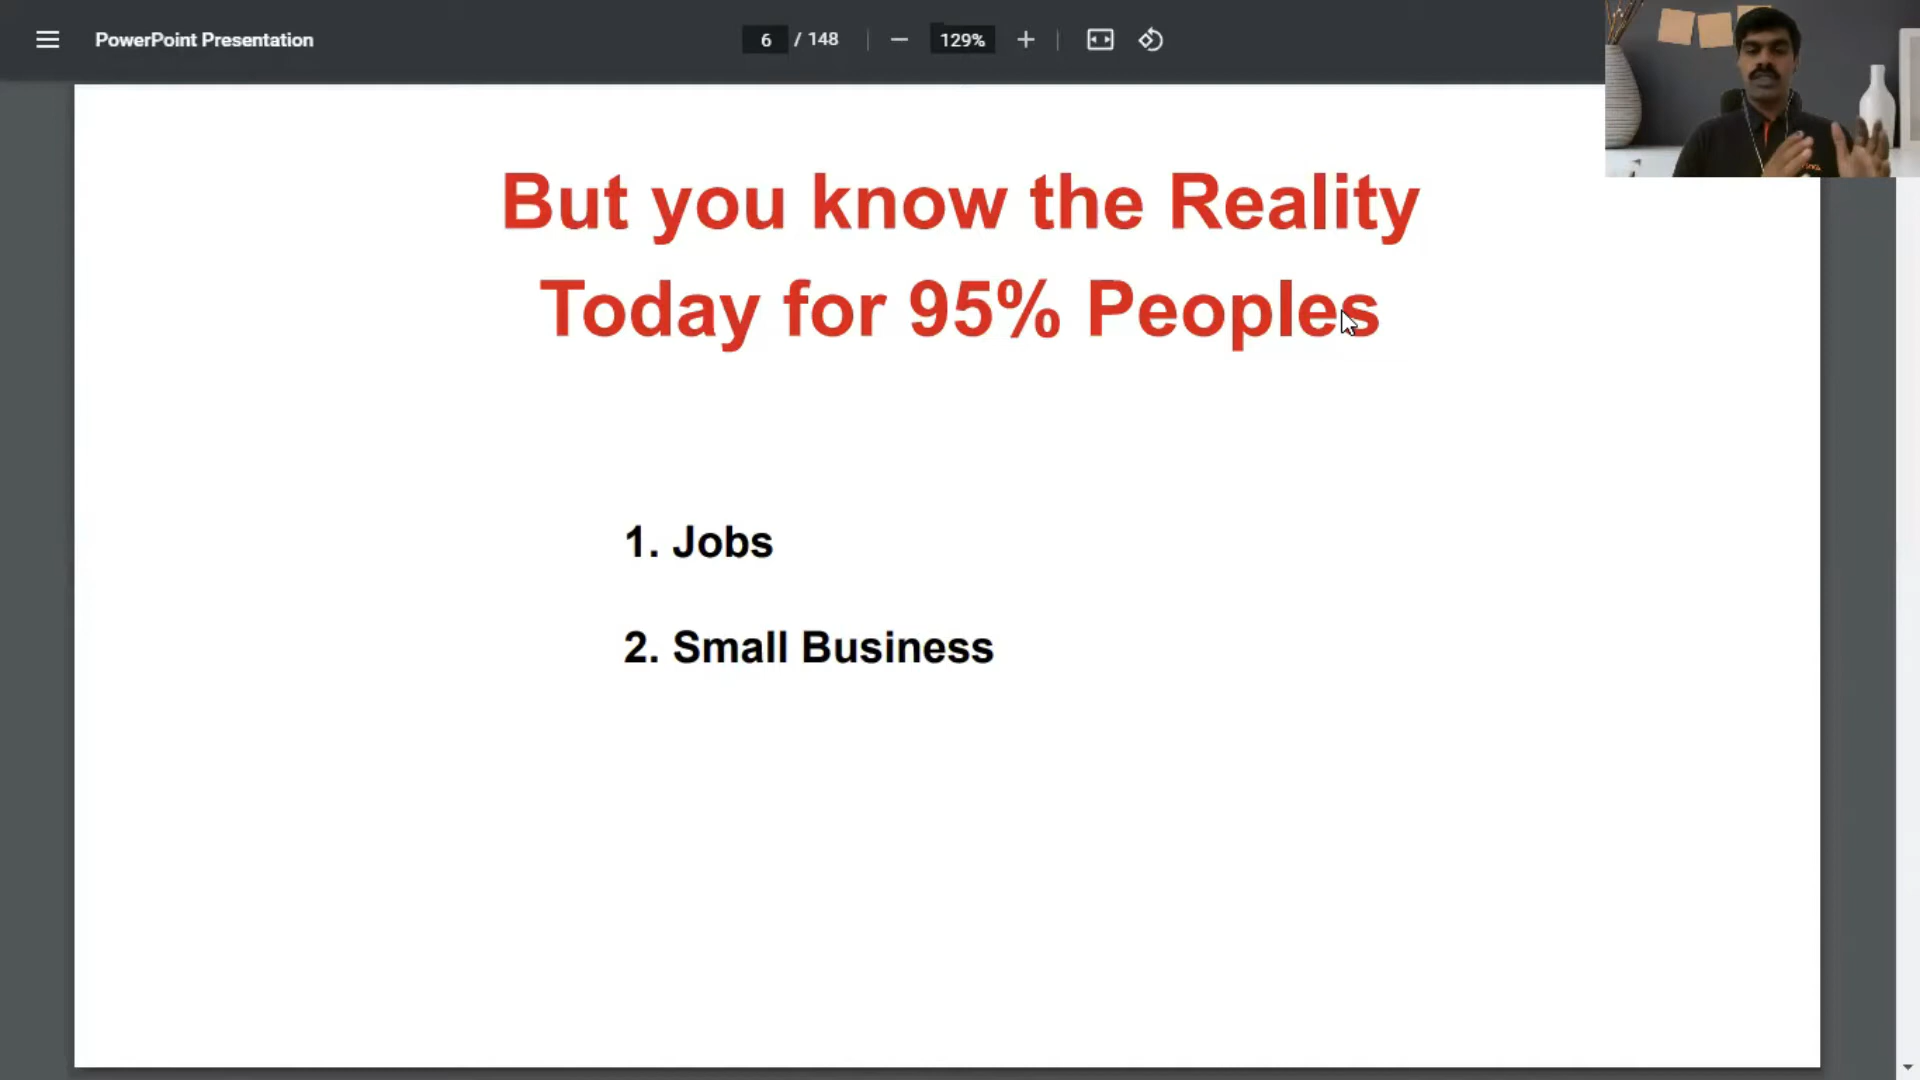 PowerPoint Presentation
6 / 148
129%
But you know the Reality
Today for 95% Peoples
1. Jobs
2. Small Business